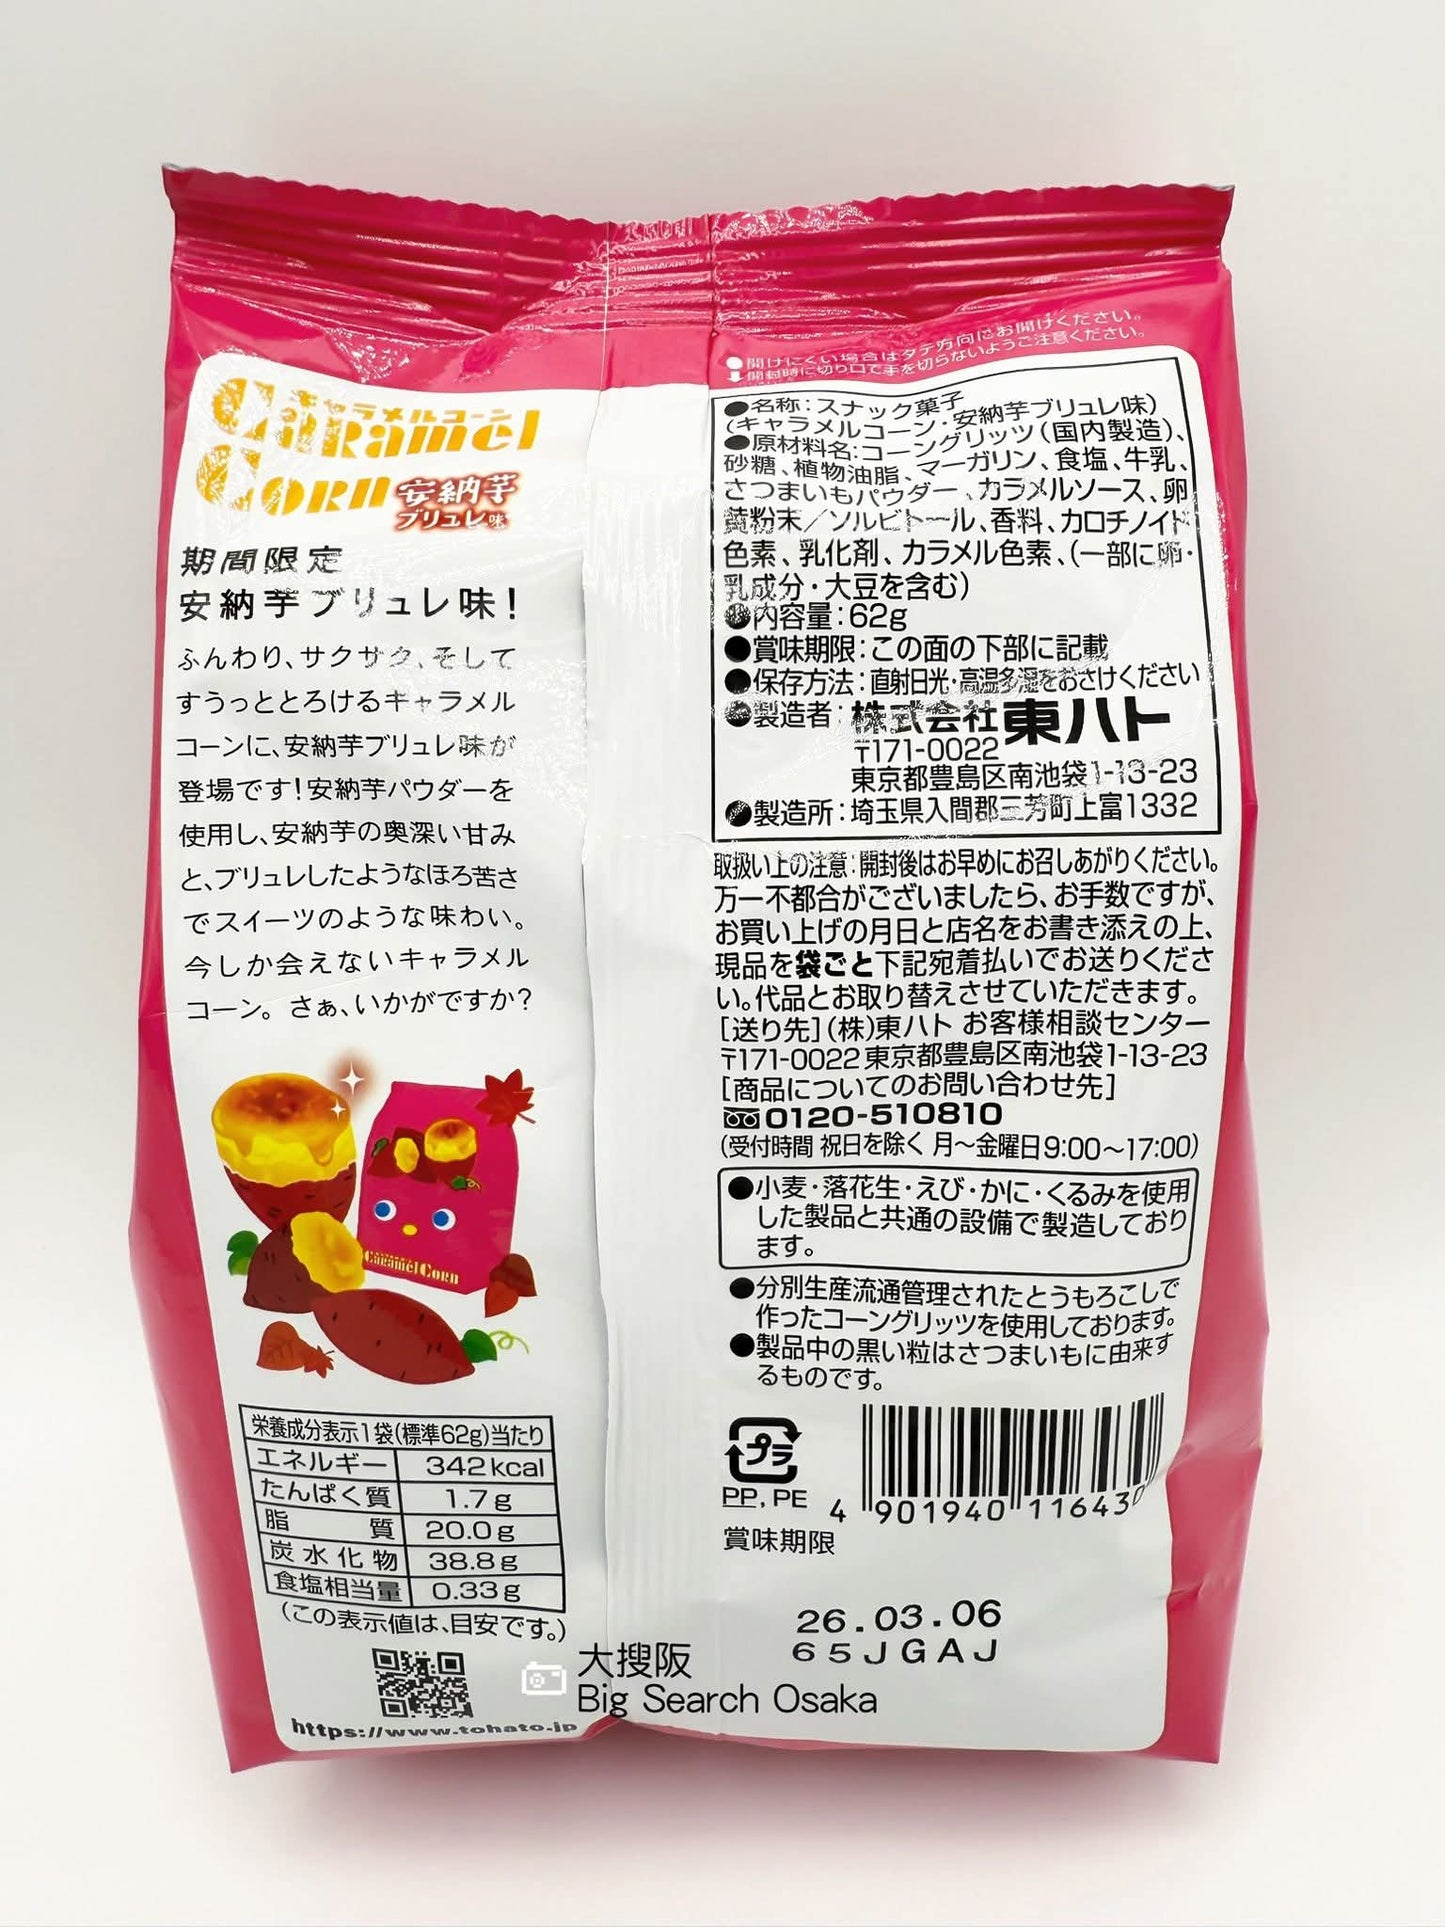 キャラメルコーン
Caramel
Corn 安納芋
ブリュレ味
期間限定
安納芋ブリュレ味！
ふんわり、サクサク、そして
すうっととろけるキャラメル
コーンに、安納芋ブリュレ味が
登場です！安納芋パウダーを
使用し、安納芋の奥深い甘み
と、ブリュレしたようなほろ苦さ
でスイーツのような味わい。
今しか会えないキャラメル
コーン。さぁ、いかがですか？
Caramel Corn
栄養成分表示1袋(標準62g)当たり
エネルギー 342kcal
たんぱく質 1.7g
脂質 20.0g
炭水化物 38.8g
食塩相当量 0.33g
(この表示値は、目安です。)
https://www.tohato.jp
●開けにくい場合はタテ方向にお開けください。
開封時に切り口で手を切らないようご注意ください。
●名称：スナック菓子
(キャラメルコーン・安納芋ブリュレ味)
●原材料名：コーングリッツ(国内製造)、
砂糖、植物油脂、マーガリン、食塩、牛乳、
さつまいもパウダー、カラメルソース、卵
黄粉末／ソルビトール、香料、カロチノイド
色素、乳化剤、カラメル色素、(一部に卵・
乳成分・大豆を含む)
●内容量：62g
●賞味期限：この面の下部に記載
●保存方法：直射日光・高温多湿をおさけください
●製造者：株式会社東ハト
〒171-0022
東京都豊島区南池袋1-13-23
●製造所：埼玉県入間郡三芳町上富1332
取扱い上の注意：開封後はお早めにお召しあがりください。
万一不都合がございましたら、お手数ですが、
お買い上げの月日と店名をお書き添えの上、
現品を袋ごと下記宛着払いでお送りくださ
い。代品とお取り替えさせていただきます。
[送り先](株)東ハト お客様相談センター
〒171-0022東京都豊島区南池袋1-13-23
[商品についてのお問い合わせ先]
0120-510810
(受付時間 祝日を除く 月〜金曜日9:00〜17:00)
●小麦・落花生・えび・かに・くるみを使用
した製品と共通の設備で製造しており
ます。
●分別生産流通管理されたとうもろこしで
作ったコーングリッツを使用しております。
●製品中の黒い粒はさつまいもに由来す
るものです。
プラ
PP, PE
4 901940 116430
賞味期限
26.03.06
65JGAJ
大搜阪
Big Search Osaka